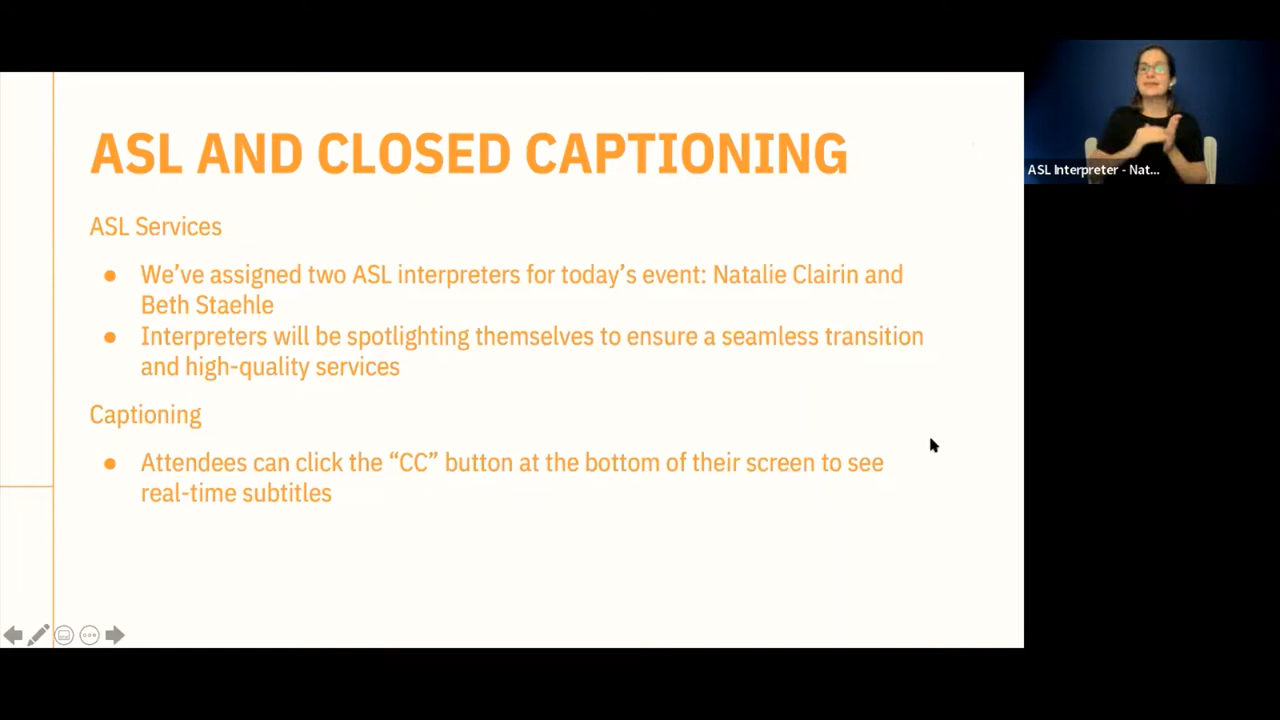 ASL AND CLOSED CAPTIONING
ASL Services
● We’ve assigned two ASL interpreters for today’s event: Natalie Clairin and
Beth Staehle
● Interpreters will be spotlighting themselves to ensure a seamless transition
and high-quality services
Captioning
● Attendees can click the “CC” button at the bottom of their screen to see
real-time subtitles
ASL Interpreter - Nat...